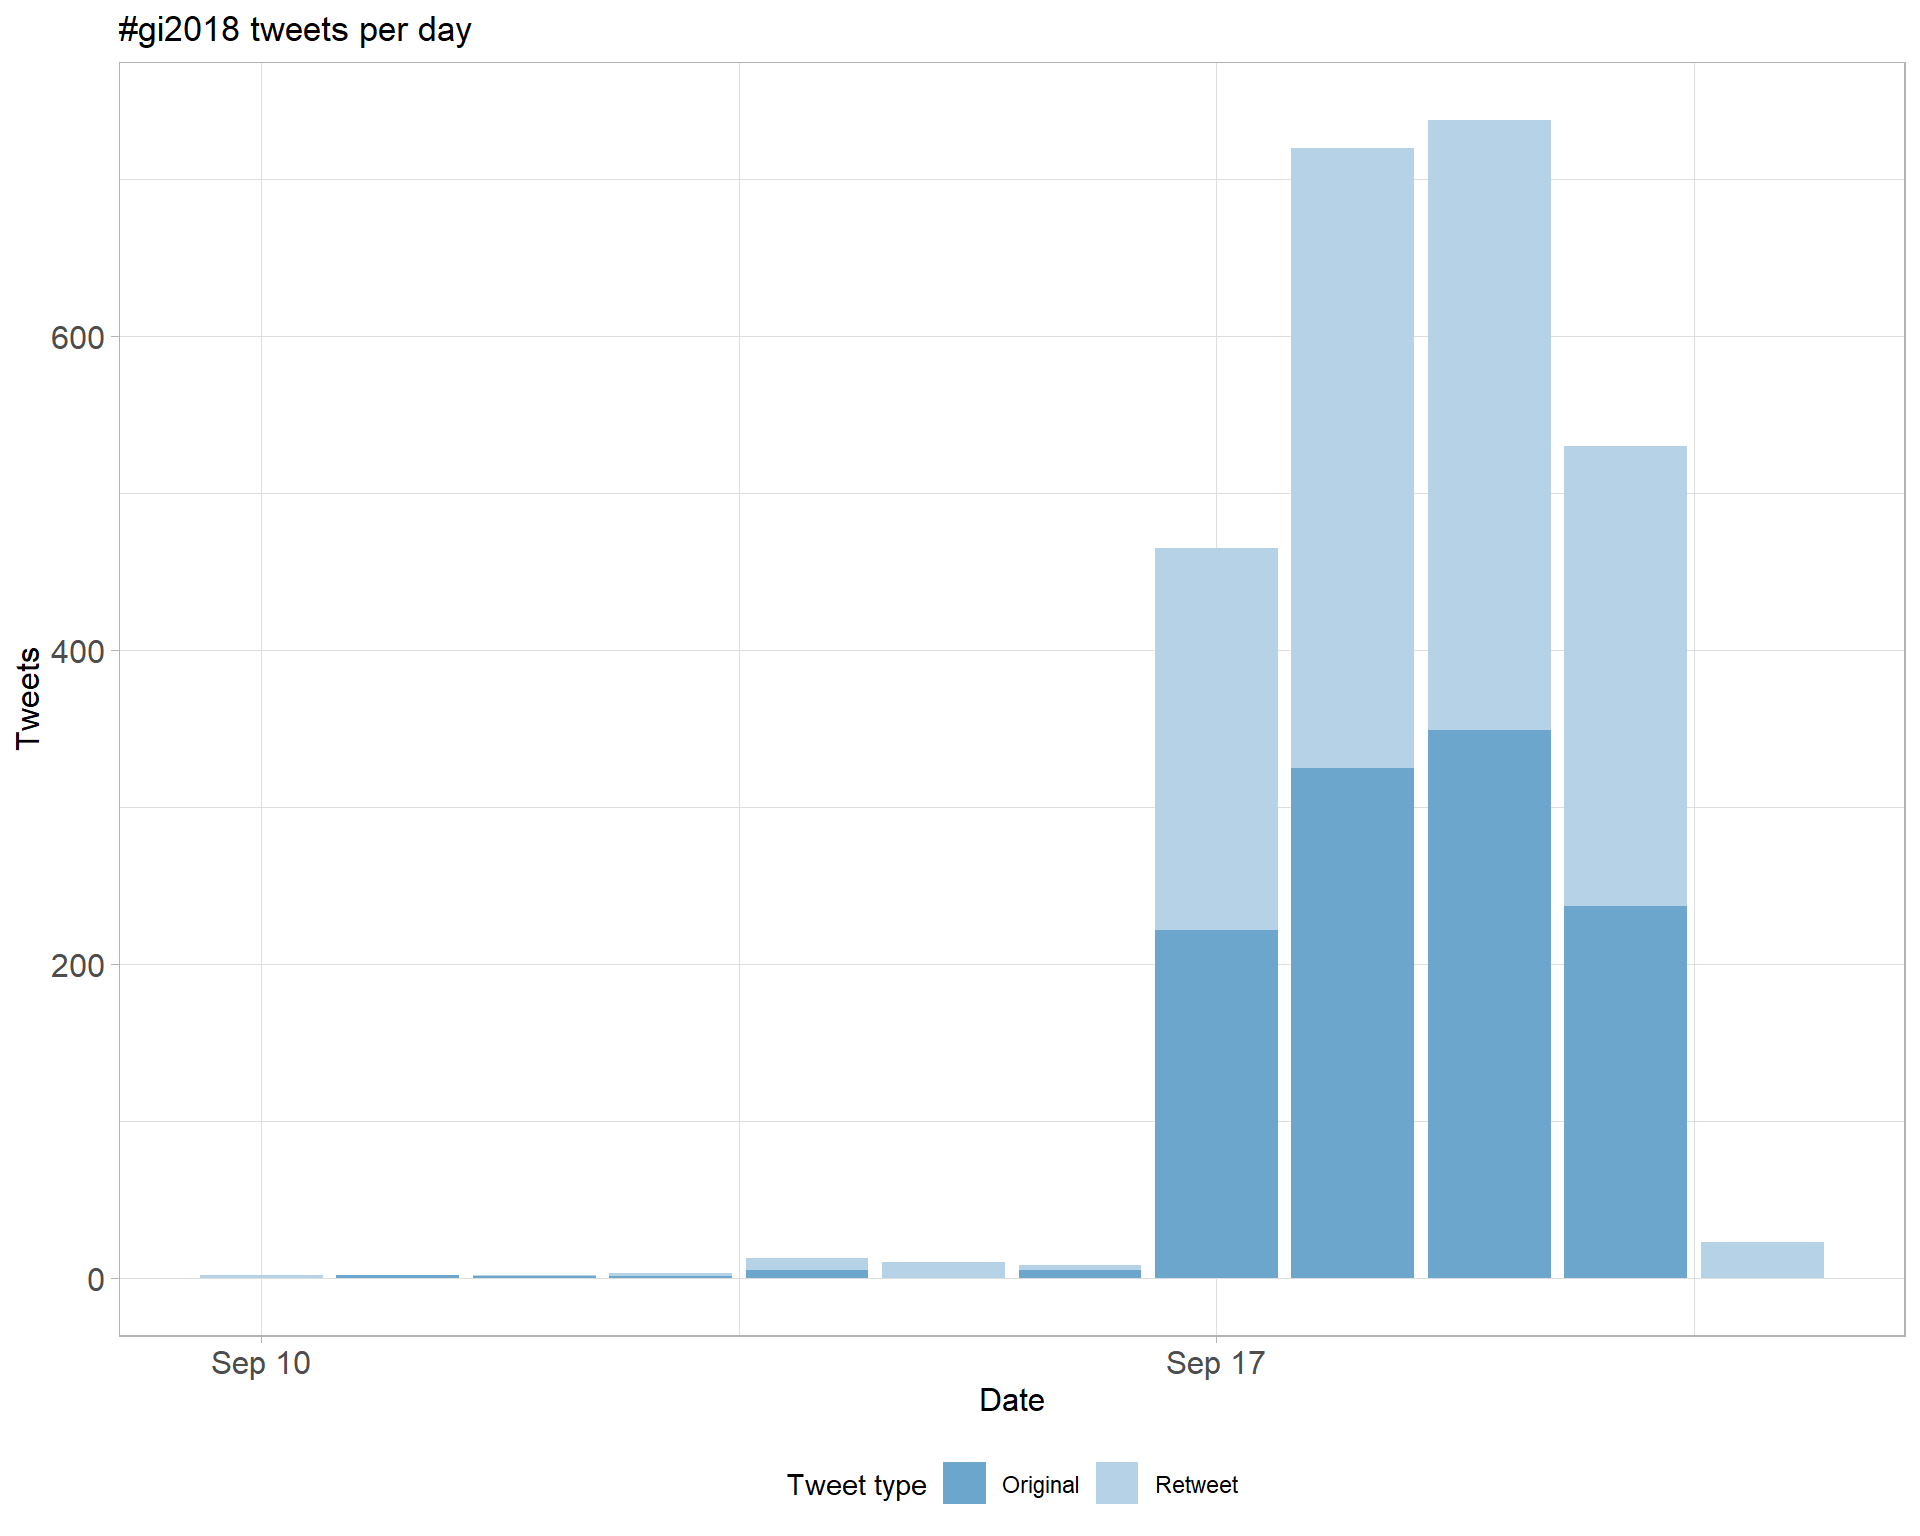 #gi2018 tweets per day
Tweets
600
400
200
0
Sep 10
Sep 17
Date
Tweet type
Original
Retweet